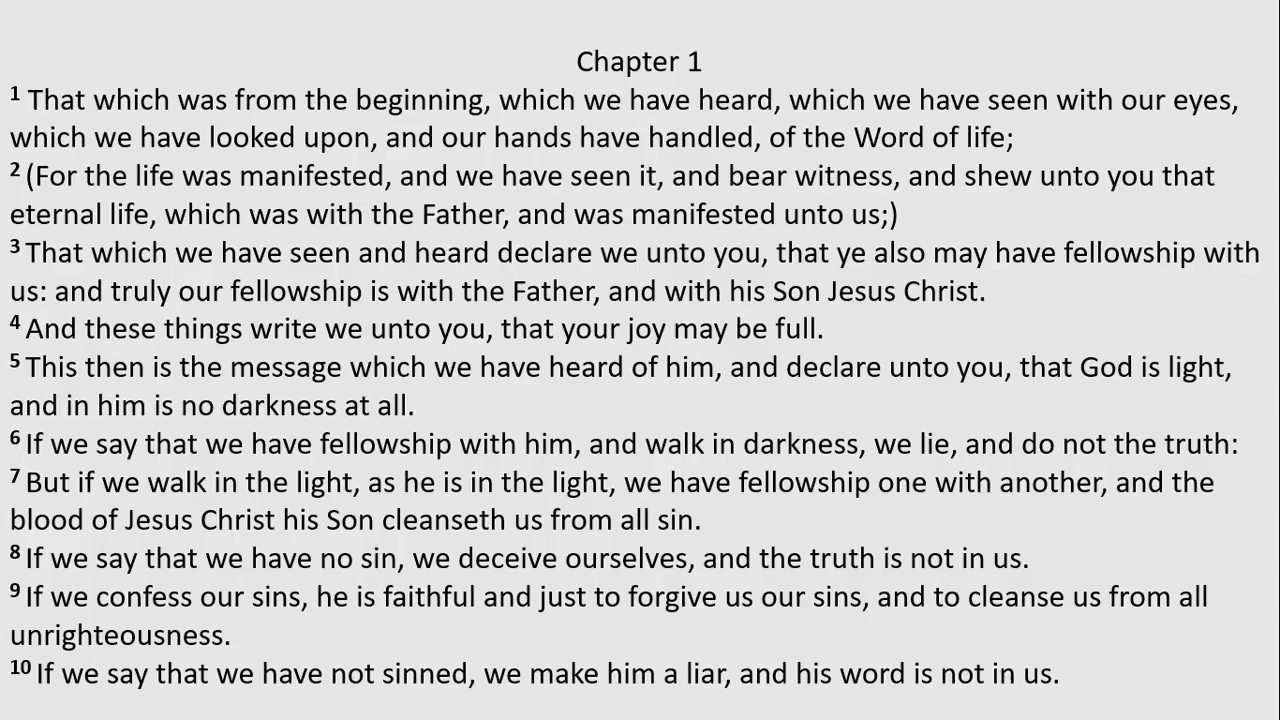 Chapter 1
1 That which was from the beginning, which we have heard, which we have seen with our eyes,
which we have looked upon, and our hands have handled, of the Word of life;
2 (For the life was manifested, and we have seen it, and bear witness, and shew unto you that
eternal life, which was with the Father, and was manifested unto us;)
3 That which we have seen and heard declare we unto you, that ye also may have fellowship with
us: and truly our fellowship is with the Father, and with his Son Jesus Christ.
4 And these things write we unto you, that your joy may be full.
5 This then is the message which we have heard of him, and declare unto you, that God is light,
and in him is no darkness at all.
6 If we say that we have fellowship with him, and walk in darkness, we lie, and do not the truth:
7 But if we walk in the light, as he is in the light, we have fellowship one with another, and the
blood of Jesus Christ his Son cleanseth us from all sin.
8 If we say that we have no sin, we deceive ourselves, and the truth is not in us.
9 If we confess our sins, he is faithful and just to forgive us our sins, and to cleanse us from all
unrighteousness.
10 If we say that we have not sinned, we make him a liar, and his word is not in us.